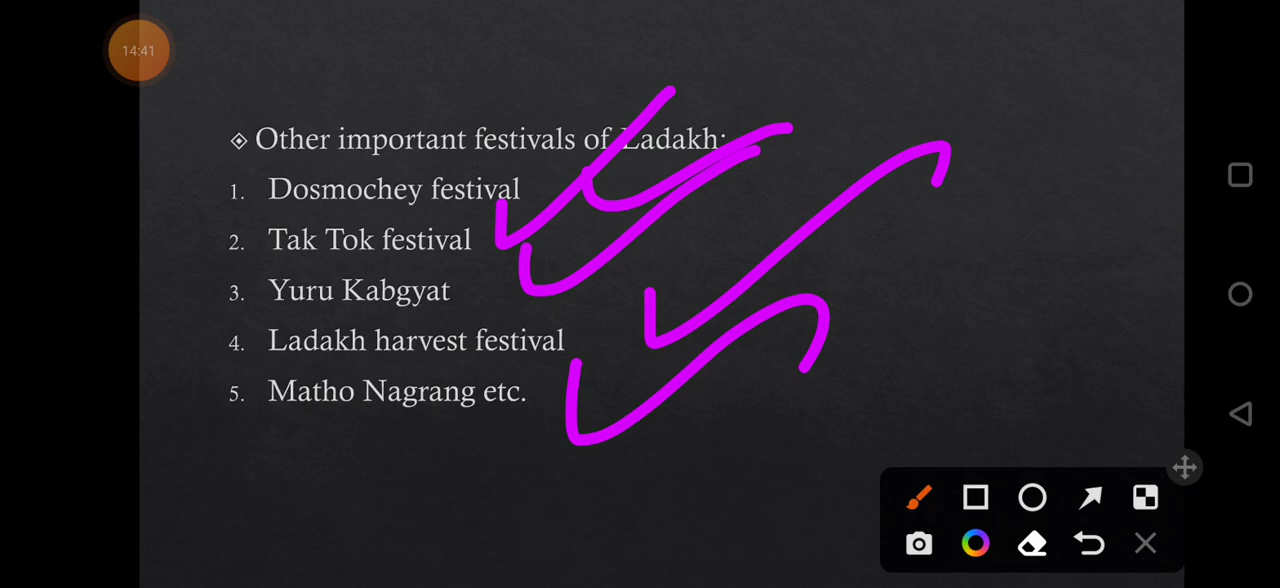 14:41
Other important festivals of Ladakh:
1. Dosmochey festival
2. Tak Tok festival
3. Yuru Kabgyat
4. Ladakh harvest festival
5. Matho Nagrang etc.